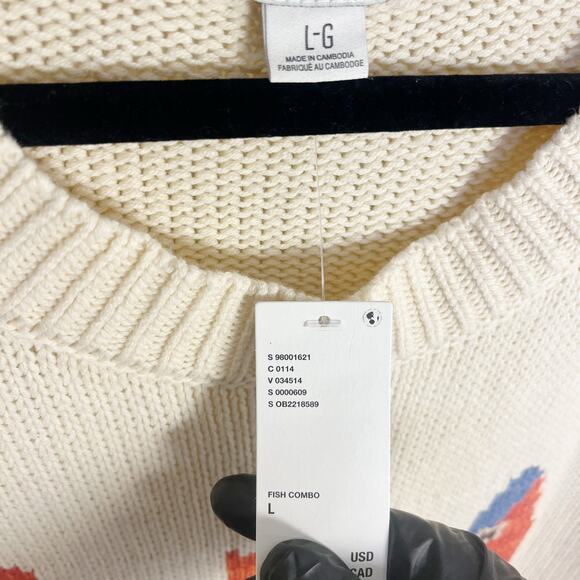 L-G
MADE IN CAMBODIA
FABRIQUÉ AU CAMBODGE
S 98001621
C 0114
V 034514
S 0000609
S OB2218589
FISH COMBO
L
USD
CAD